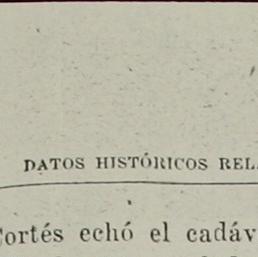 DATOS HISTÓRICOS REL
Cortés echó el cadáv